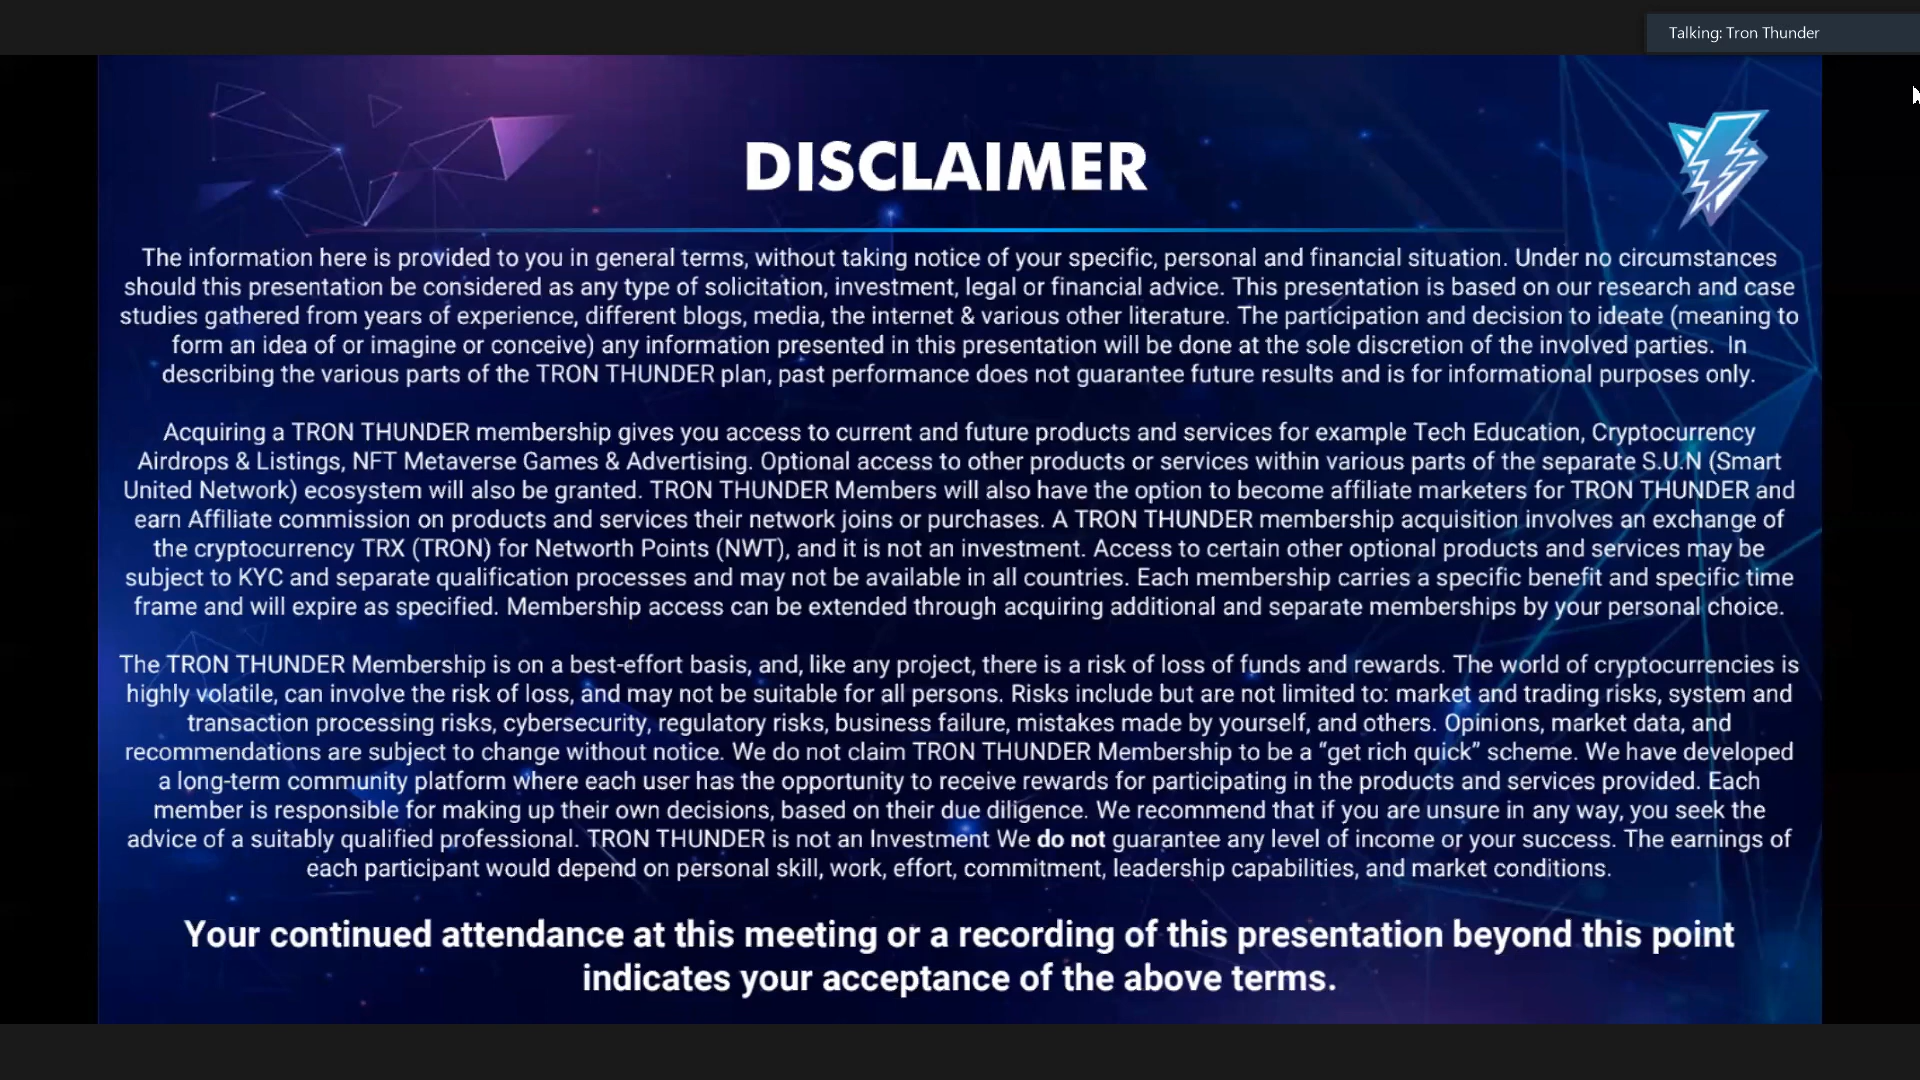 Talking: Tron Thunder
DISCLAIMER
The information here is provided to you in general terms, without taking notice of your specific, personal and financial situation. Under no circumstances
should this presentation be considered as any type of solicitation, investment, legal or financial advice. This presentation is based on our research and case
studies gathered from years of experience, different blogs, media, the internet & various other literature. The participation and decision to ideate (meaning to
form an idea of or imagine or conceive) any information presented in this presentation will be done at the sole discretion of the involved parties. In
describing the various parts of the TRON THUNDER plan, past performance does not guarantee future results and is for informational purposes only.
Acquiring a TRON THUNDER membership gives you access to current and future products and services for example Tech Education, Cryptocurrency
Airdrops & Listings, NFT Metaverse Games & Advertising. Optional access to other products or services within various parts of the separate S.U.N (Smart
United Network) ecosystem will also be granted. TRON THUNDER Members will also have the option to become affiliate marketers for TRON THUNDER and
earn Affiliate commission on products and services their network joins or purchases. A TRON THUNDER membership acquisition involves an exchange of
the cryptocurrency TRX (TRON) for Networth Points (NWT), and it is not an investment. Access to certain other optional products and services may be
subject to KYC and separate qualification processes and may not be available in all countries. Each membership carries a specific benefit and specific time
frame and will expire as specified. Membership access can be extended through acquiring additional and separate memberships by your personal choice.
The TRON THUNDER Membership is on a best-effort basis, and, like any project, there is a risk of loss of funds and rewards. The world of cryptocurrencies is
highly volatile, can involve the risk of loss, and may not be suitable for all persons. Risks include but are not limited to: market and trading risks, system and
transaction processing risks, cybersecurity, regulatory risks, business failure, mistakes made by yourself, and others. Opinions, market data, and
recommendations are subject to change without notice. We do not claim TRON THUNDER Membership to be a “get rich quick” scheme. We have developed
a long-term community platform where each user has the opportunity to receive rewards for participating in the products and services provided. Each
member is responsible for making up their own decisions, based on their due diligence. We recommend that if you are unsure in any way, you seek the
advice of a suitably qualified professional. TRON THUNDER is not an Investment We do not guarantee any level of income or your success. The earnings of
each participant would depend on personal skill, work, effort, commitment, leadership capabilities, and market conditions.
Your continued attendance at this meeting or a recording of this presentation beyond this point
indicates your acceptance of the above terms.